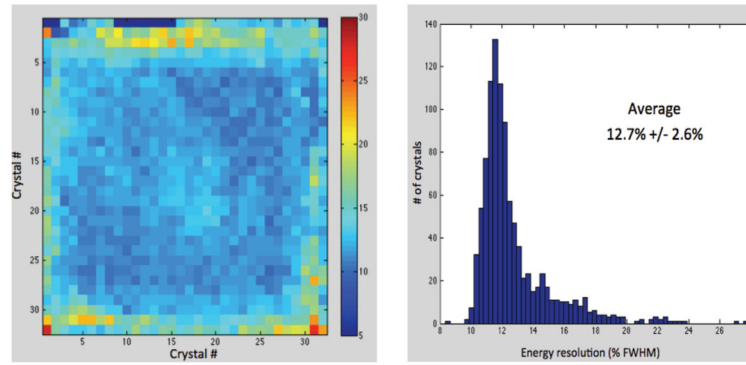 5
10
15
20
25
30
Crystal #
5 10 15 20 25 30
Crystal #
30
25
20
15
10
5
140
120
100
80
60
40
20
0
# of crystals
Average
12.7% +/- 2.6%
8 10 12 14 16 18 20 22 24 26
Energy resolution (% FWHM)